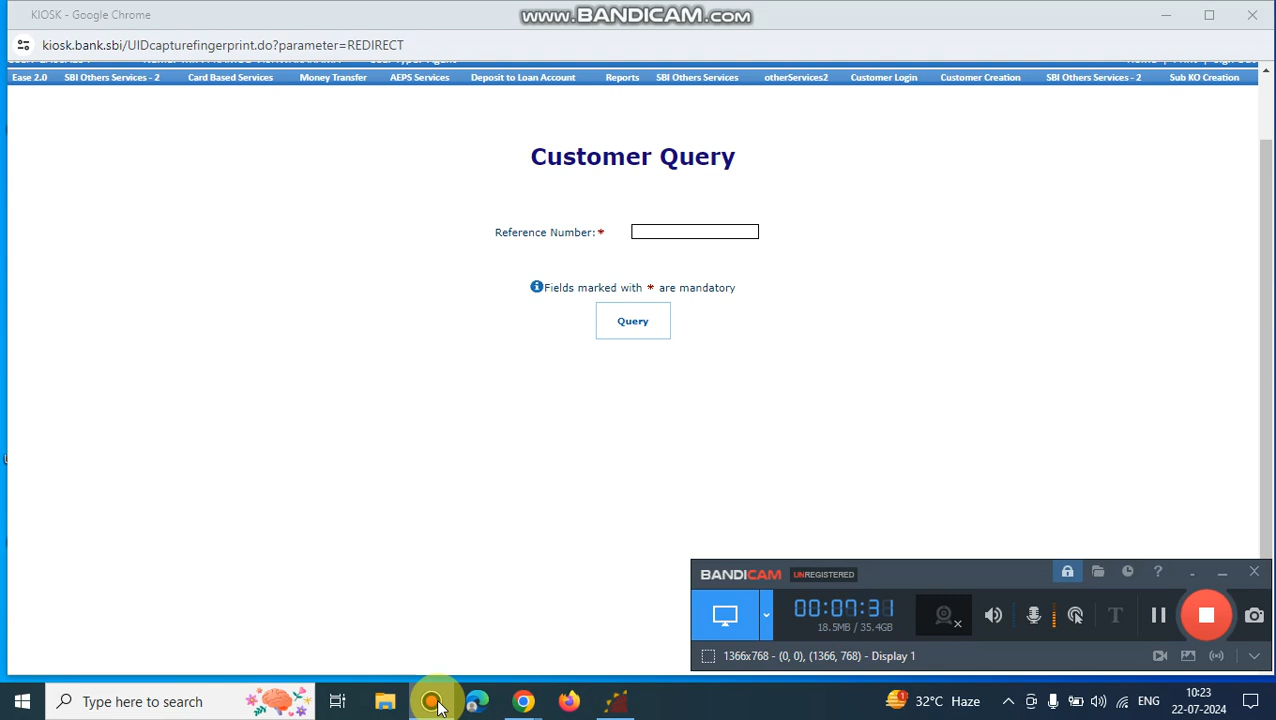 KIOSK - Google Chrome
www.BANDICAM.com
kiosk.bank.sbi/UIDcapturefingerprint.do?parameter=REDIRECT
Ease 2.0 SBI Others Services - 2 Card Based Services Money Transfer AEPS Services Deposit to Loan Account Reports SBI Others Services otherServices2 Customer Login Customer Creation SBI Others Services - 2 Sub KO Creation
Customer Query
Reference Number: *
Fields marked with * are mandatory
Query
BANDICAM UNREGISTERED
00:07:31
18.5MB / 35.4GB
1366x768 - (0, 0), (1366, 768) - Display 1
Type here to search
1
32°C Haze
ENG
10:23
22-07-2024